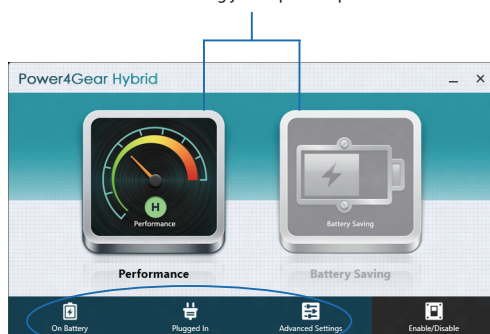 Power4Gear Hybrid
H
Performance
Battery Saving
Performance
Battery Saving
On Battery
Plugged In
Advanced Settings
Enable/Disable